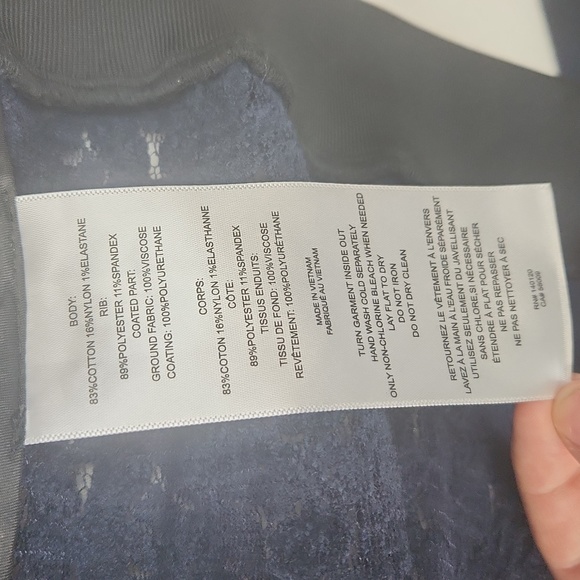 BODY:
83%COTTON 16%NYLON 1%ELASTANE
RIB:
89%POLYESTER 11%SPANDEX
COATED PART:
GROUND FABRIC: 100%VISCOSE
COATING: 100%POLYURETHANE
CORPS:
83%COTON 16%NYLON 1%ELASTHANNE
CÔTE:
89%POLYESTER 11%SPANDEX
TISSUS ENDUITS:
TISSU DE FOND: 100%VISCOSE
REVÊTEMENT: 100%POLYURÉTHANE
MADE IN VIETNAM
FABRIQUÉ AU VIETNAM
TURN GARMENT INSIDE OUT
HAND WASH COLD SEPARATELY
ONLY NON-CHLORINE BLEACH WHEN NEEDED
LAY FLAT TO DRY
DO NOT IRON
DO NOT DRY CLEAN
RETOURNEZ LE VÊTEMENT À L'ENVERS
LAVEZ À LA MAIN À L'EAU FROIDE SÉPARÉMENT
UTILISEZ SEULEMENT DU JAVELLISANT
SANS CHLORE,SI NÉCESSAIRE
ÉTENDRE À PLAT POUR SÉCHER
NE PAS REPASSER
NE PAS NETTOYER À SEC
RN#
CA#